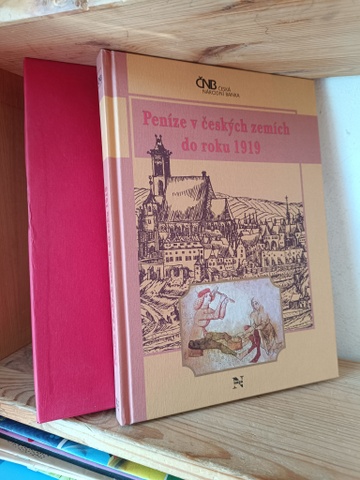 ČNB ČESKÁ
NÁRODNÍ BANKA
Peníze v českých zemích
do roku 1919
N